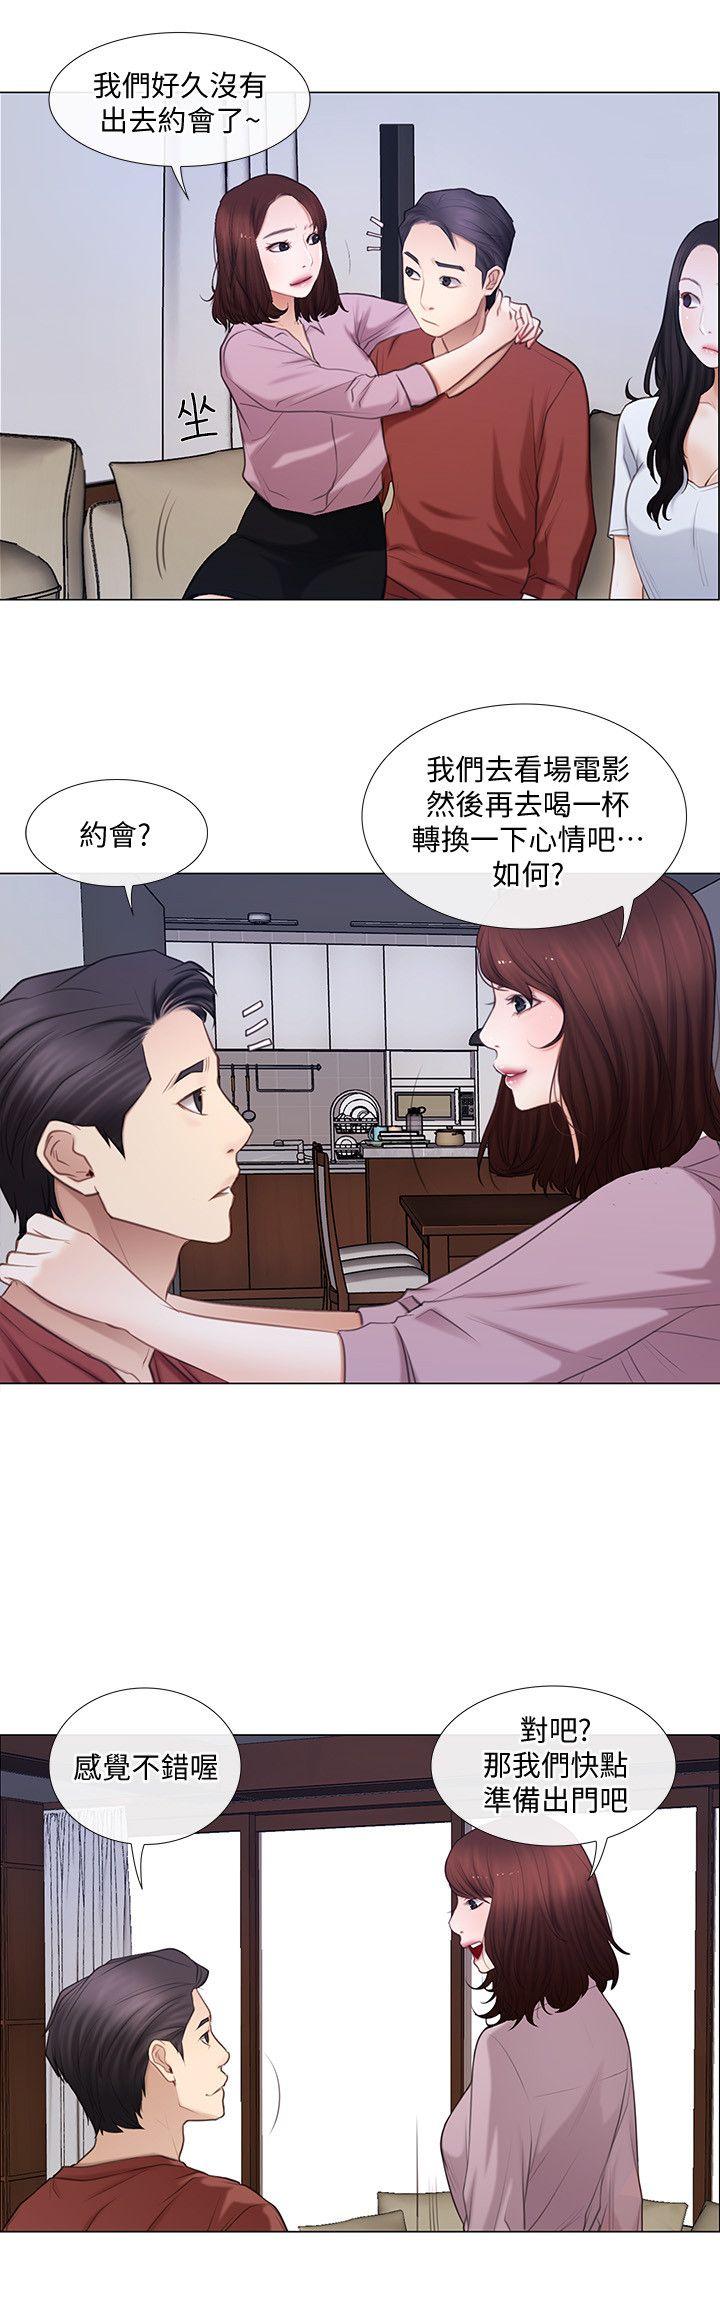 我們好久沒有
出去約會了~
坐
約會?
我們去看場電影
然後再去喝一杯
轉換一下心情吧…
如何?
感覺不錯喔
對吧?
那我們快點
準備出門吧